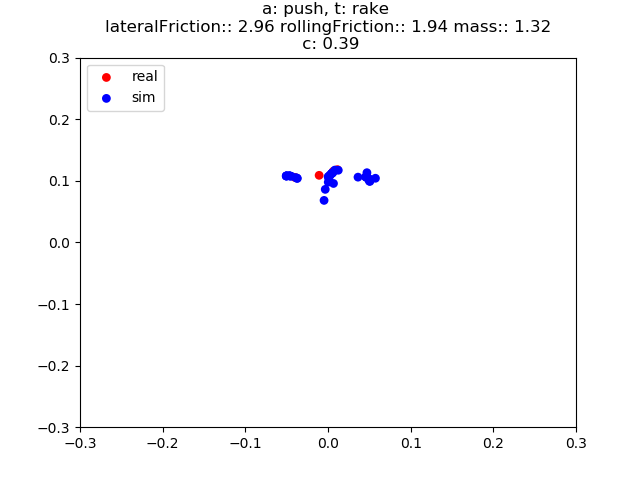 a: push, t: rake
lateralFriction:: 2.96 rollingFriction:: 1.94 mass:: 1.32
c: 0.39
real
sim
0.3
0.2
0.1
0.0
−0.1
−0.2
−0.3
−0.3 −0.2 −0.1 0.0 0.1 0.2 0.3